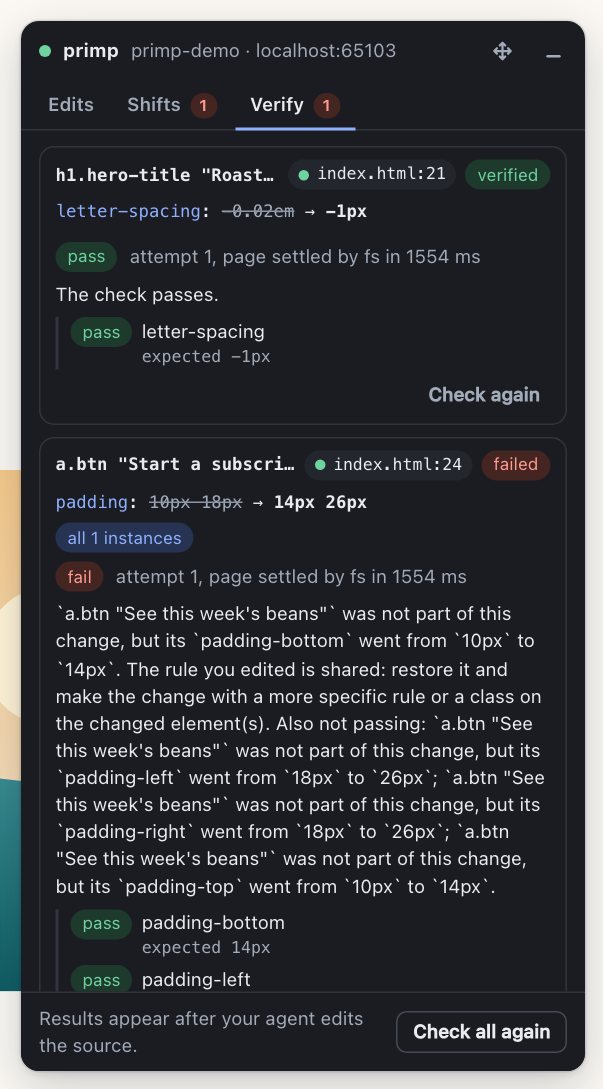 primp primp-demo · localhost:65103
Edits Shifts 1 Verify 1
h1.hero-title "Roast… index.html:21 verified
letter-spacing: -0.02em → -1px
pass attempt 1, page settled by fs in 1554 ms
The check passes.
pass letter-spacing
expected -1px
Check again
a.btn "Start a subscri… index.html:24 failed
padding: 10px 18px → 14px 26px
all 1 instances
fail attempt 1, page settled by fs in 1554 ms
`a.btn "See this week's beans"` was not part of this
change, but its `padding-bottom` went from `10px` to
`14px`. The rule you edited is shared: restore it and
make the change with a more specific rule or a class on
the changed element(s). Also not passing: `a.btn "See
this week's beans"` was not part of this change, but its
`padding-left` went from `18px` to `26px`; `a.btn "See
this week's beans"` was not part of this change, but its
`padding-right` went from `18px` to `26px`; `a.btn
"See this week's beans"` was not part of this change,
but its `padding-top` went from `10px` to `14px`.
pass padding-bottom
expected 14px
pass padding-left
Results appear after your agent edits
the source.
Check all again